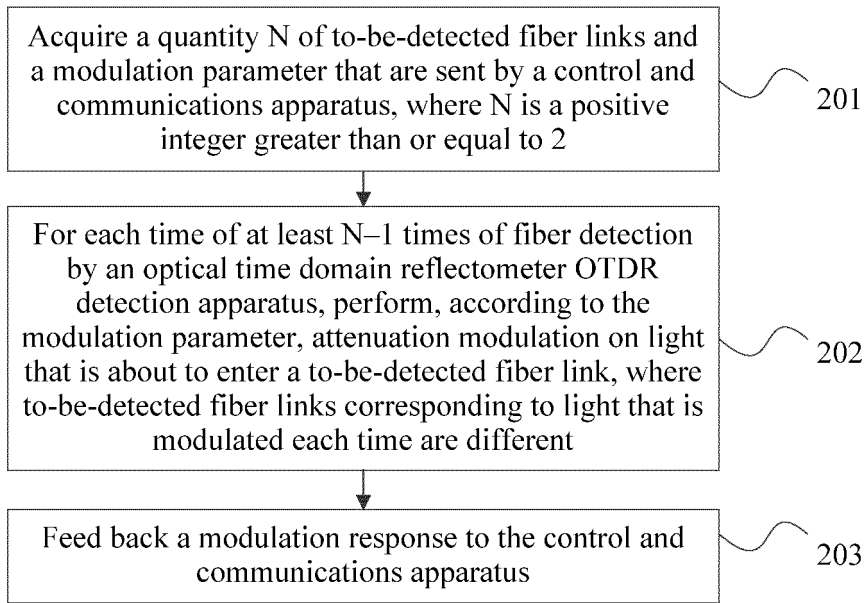 Acquire a quantity N of to-be-detected fiber links and
a modulation parameter that are sent by a control and
communications apparatus, where N is a positive
integer greater than or equal to 2
201
For each time of at least N–1 times of fiber detection
by an optical time domain reflectometer OTDR
detection apparatus, perform, according to the
modulation parameter, attenuation modulation on light
that is about to enter a to-be-detected fiber link, where
to-be-detected fiber links corresponding to light that is
modulated each time are different
202
Feed back a modulation response to the control and
communications apparatus
203